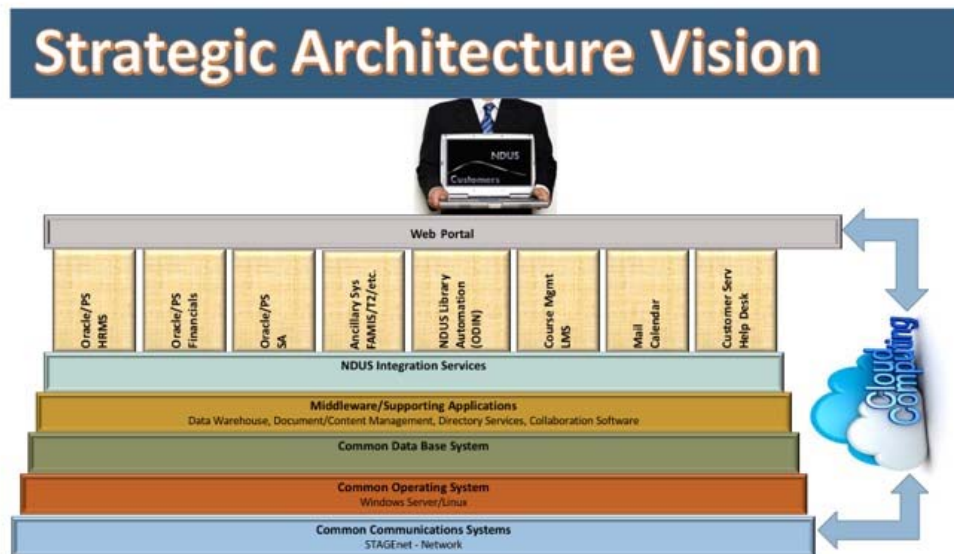 Strategic Architecture Vision
NDUS
Customers
Web Portal
Oracle/PS
HRMS
Oracle/PS
Financials
Oracle/PS
SA
Ancillary Sys
FAMIS/T2/etc.
NDUS Library
Automation
(ODIN)
Course Mgmt
LMS
Mail
Calendar
Customer Serv
Help Desk
NDUS Integration Services
Middleware/Supporting Applications
Data Warehouse, Document/Content Management, Directory Services, Collaboration Software
Common Data Base System
Common Operating System
Windows Server/Linux
Common Communications Systems
STAGEnet - Network
Cloud
Computing